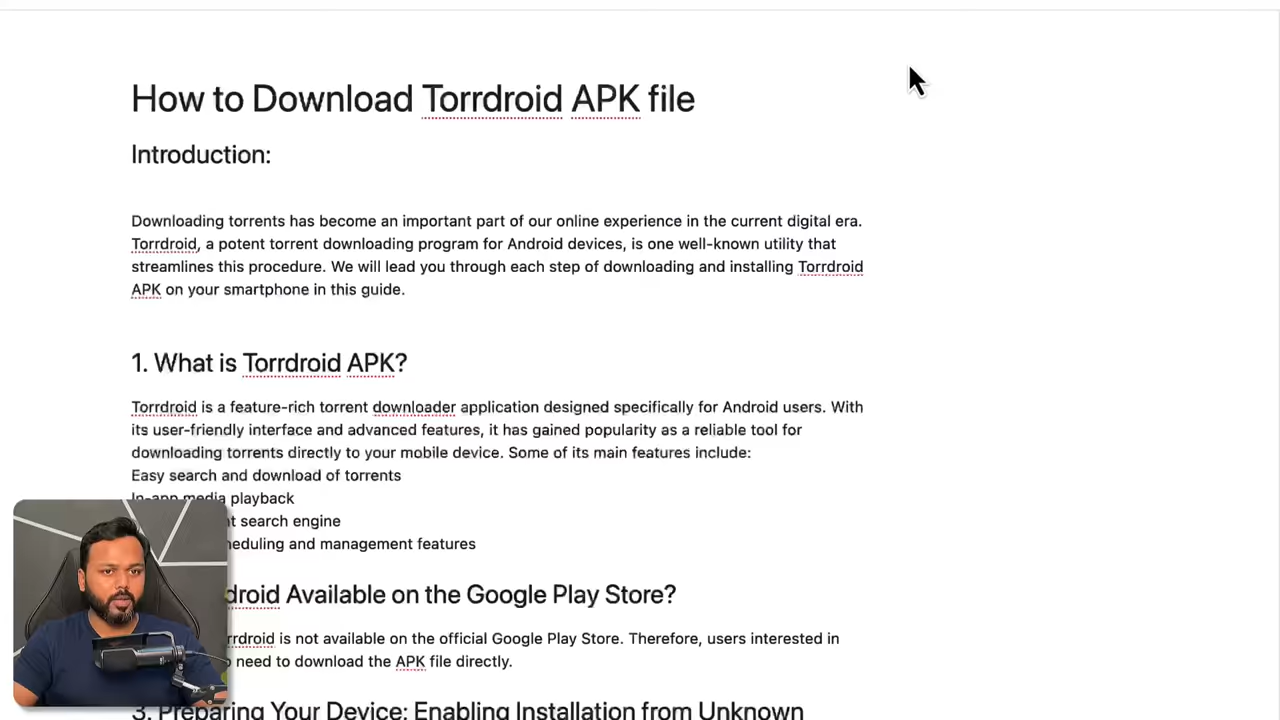 How to Download Torrdroid APK file
Introduction:
Downloading torrents has become an important part of our online experience in the current digital era.
Torrdroid, a potent torrent downloading program for Android devices, is one well-known utility that
streamlines this procedure. We will lead you through each step of downloading and installing Torrdroid
APK on your smartphone in this guide.
1. What is Torrdroid APK?
Torrdroid is a feature-rich torrent downloader application designed specifically for Android users. With
its user-friendly interface and advanced features, it has gained popularity as a reliable tool for
downloading torrents directly to your mobile device. Some of its main features include:
Easy search and download of torrents
In-app media playback
search engine
and management features
Available on the Google Play Store?
is not available on the official Google Play Store. Therefore, users interested in
need to download the APK file directly.
3. Preparing Your Device: Enabling Installation from Unknown